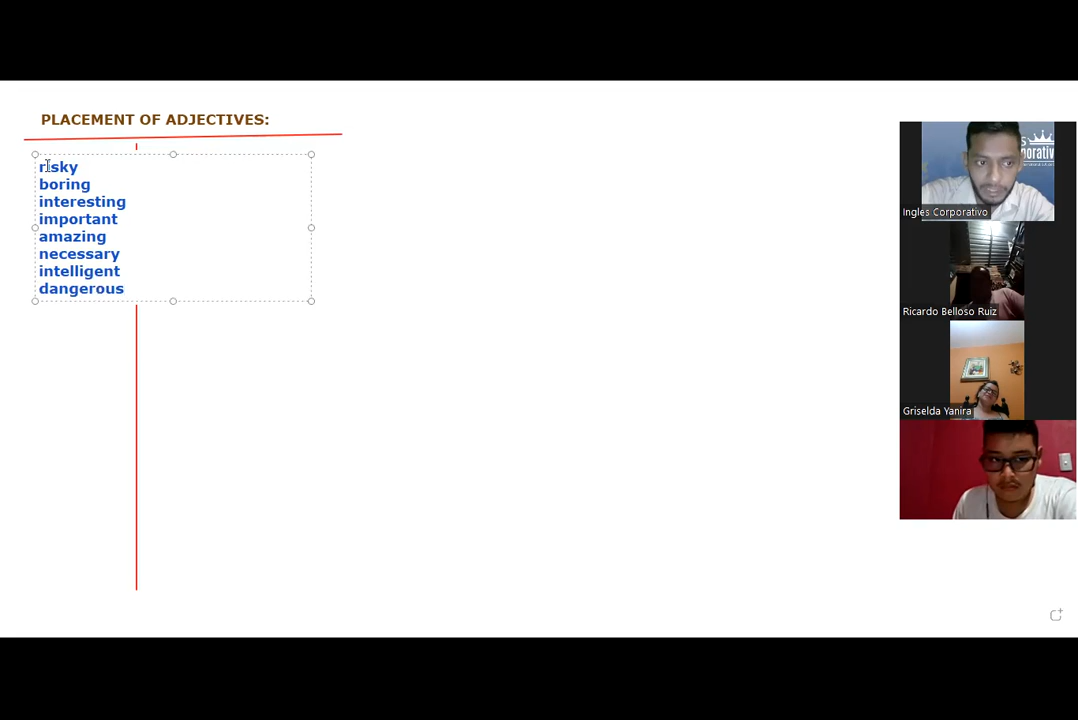 PLACEMENT OF ADJECTIVES:
risky
boring
interesting
important
amazing
necessary
intelligent
dangerous
Ingles Corporativo
Ricardo Belloso Ruiz
Griselda Yanira